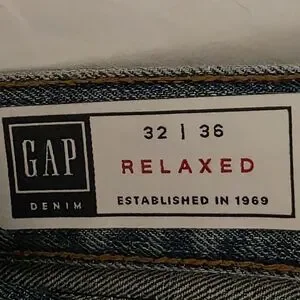 GAP
DENIM
32 | 36
RELAXED
ESTABLISHED IN 1969